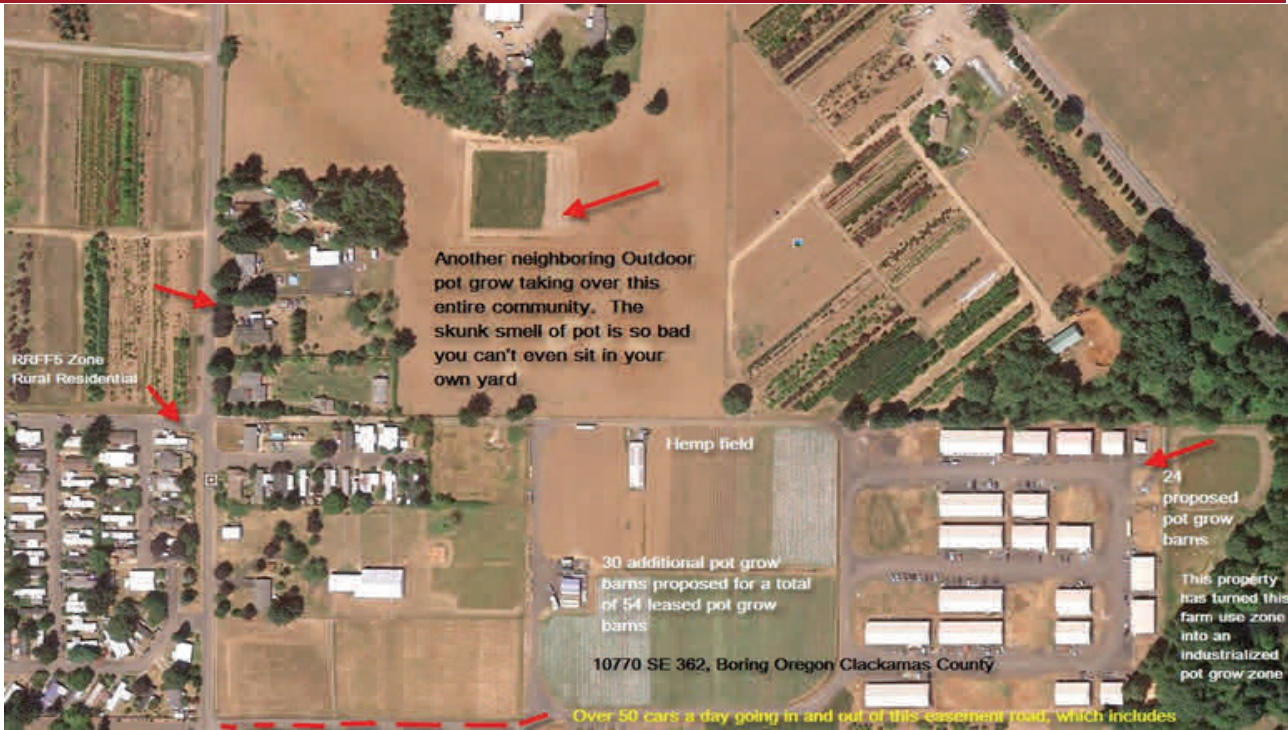 Another neighboring Outdoor
pot grow taking over this
entire community. The
skunk smell of pot is so bad
you can't even sit in your
own yard
RRFF5 Zone
Rural Residential
Hemp field
24
proposed
pot grow
barns
30 additional pot grow
barns proposed for a total
of 54 leased pot grow
barns
This property
has turned this
farm use zone
into an
industrialized
pot grow zone
10770 SE 362, Boring Oregon Clackamas County
Over 50 cars a day going in and out of this easement road, which includes